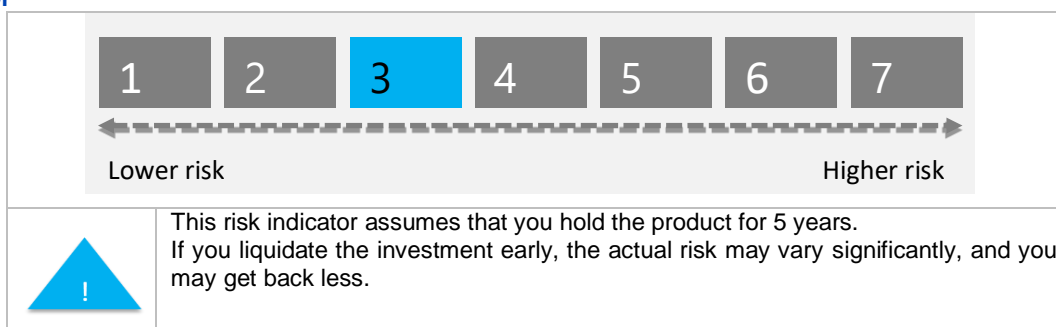 1 2 3 4 5 6 7
Lower risk Higher risk
This risk indicator assumes that you hold the product for 5 years.
If you liquidate the investment early, the actual risk may vary significantly, and you
may get back less.
!